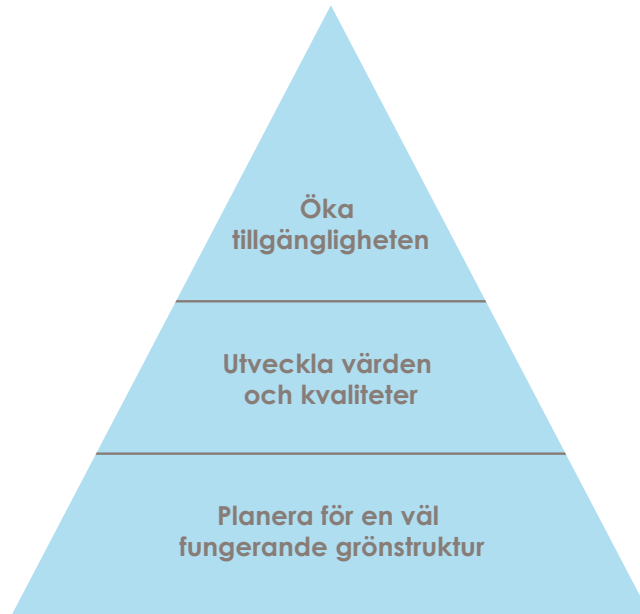 Öka
tillgängligheten
Utveckla värden
och kvaliteter
Planera för en väl
fungerande grönstruktur